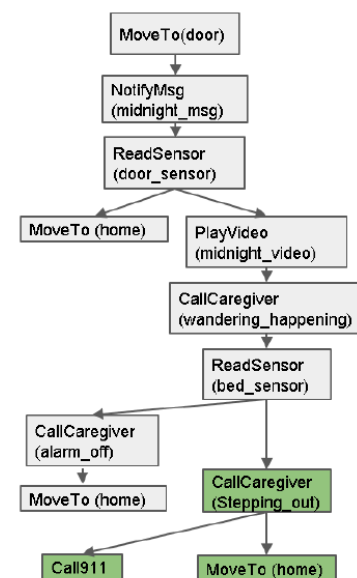 MoveTo(door)
NotifyMsg
(midnight_msg)
ReadSensor
(door_sensor)
MoveTo (home)
PlayVideo
(midnight_video)
CallCaregiver
(wandering_happening)
ReadSensor
(bed_sensor)
CallCaregiver
(alarm_off)
MoveTo (home)
CallCaregiver
(Stepping_out)
Call911
MoveTo (home)